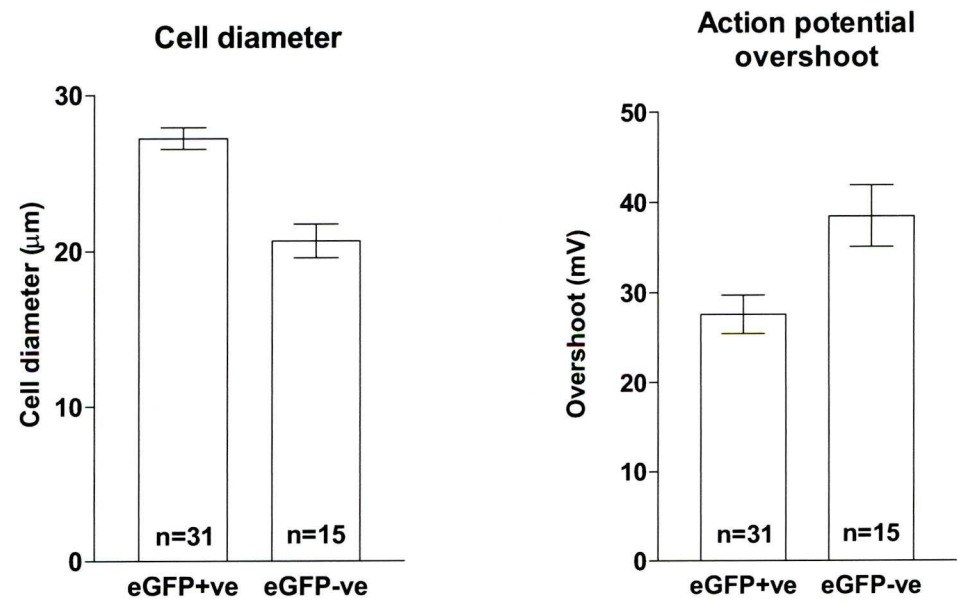 Cell diameter
30
20
10
0
Cell diameter (μm)
n=31
n=15
eGFP+ve
eGFP-ve
Action potential
overshoot
50
40
30
20
10
0
Overshoot (mV)
n=31
n=15
eGFP+ve
eGFP-ve